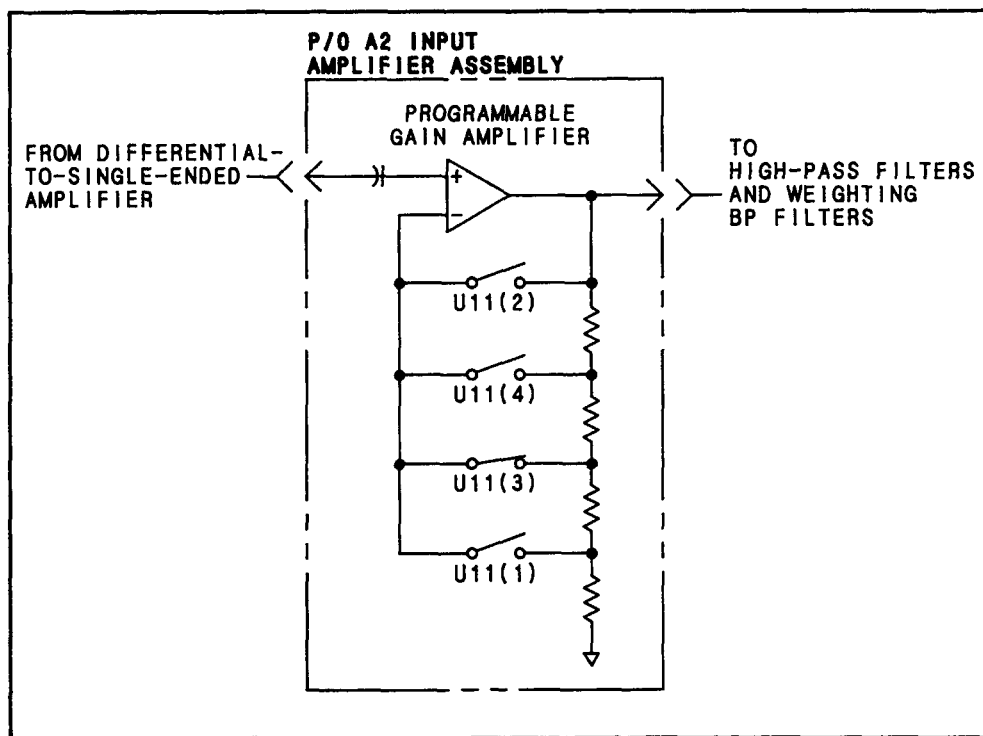 P/O A2 INPUT
AMPLIFIER ASSEMBLY
PROGRAMMABLE
GAIN AMPLIFIER
FROM DIFFERENTIAL-
TO-SINGLE-ENDED
AMPLIFIER
TO
HIGH-PASS FILTERS
AND WEIGHTING
BP FILTERS
+
−
U11(2)
U11(4)
U11(3)
U11(1)